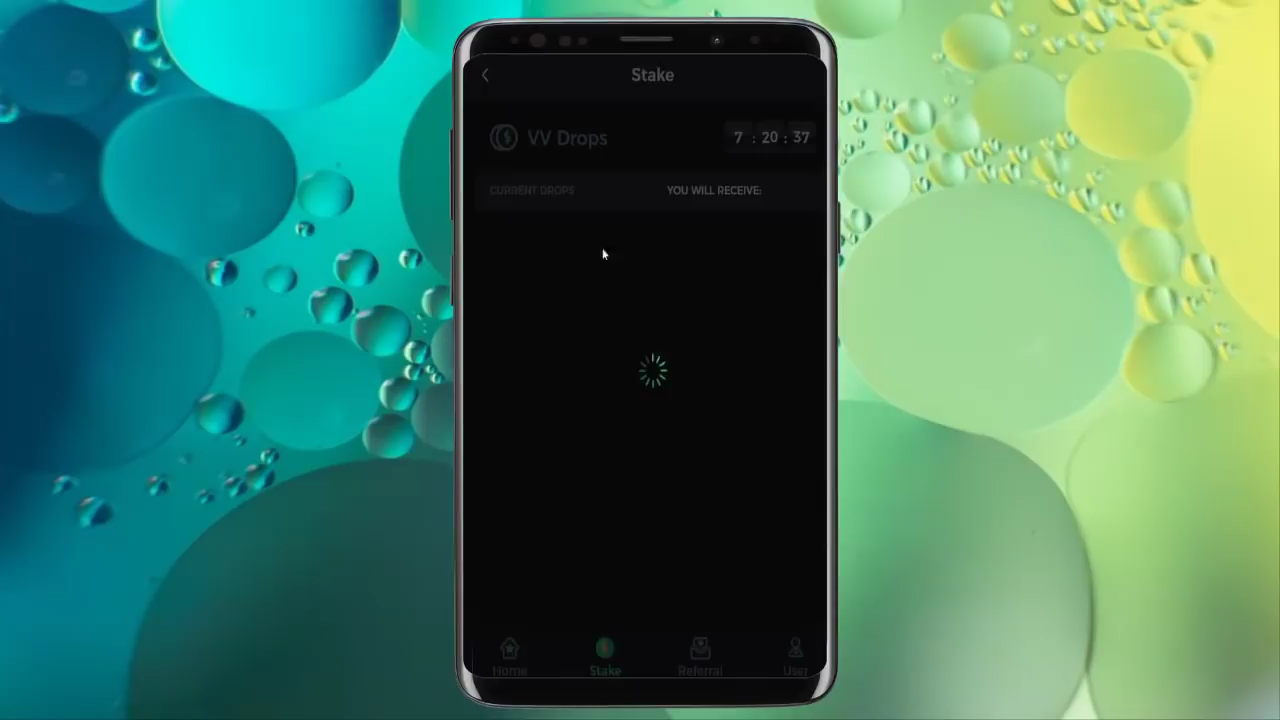 Stake
VV Drops
7 : 20 : 37
CURRENT DROPS
YOU WILL RECEIVE:
Home
Stake
Referral
User